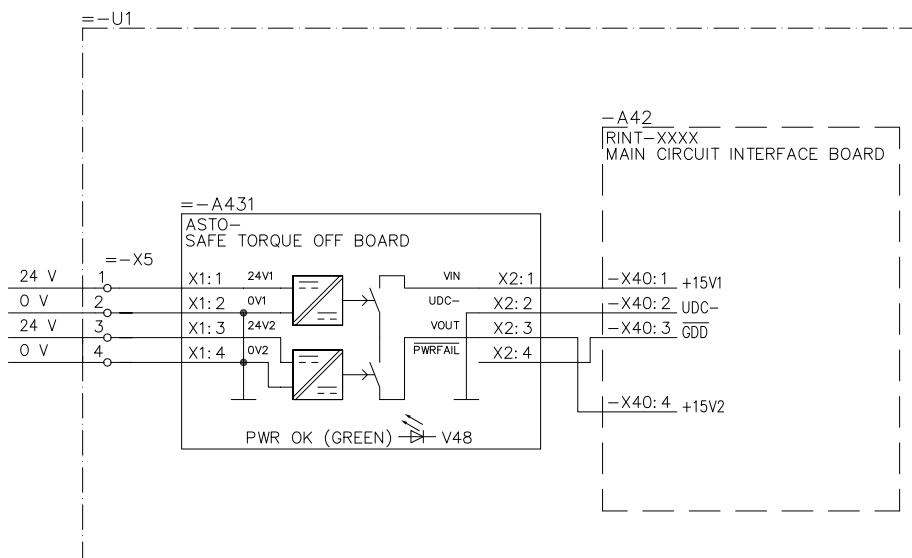 =-U1
-A42
RINT-XXXX
MAIN CIRCUIT INTERFACE BOARD
=-A431
ASTO-
SAFE TORQUE OFF BOARD
=-X5
24 V 1 X1:1 24V1 VIN X2:1 -X40:1 +15V1
0 V 2 X1:2 0V1 UDC- X2:2 -X40:2 UDC-
24 V 3 X1:3 24V2 VOUT X2:3 -X40:3 GDD
0 V 4 X1:4 0V2 PWRFAIL X2:4
-X40:4 +15V2
PWR OK (GREEN) V48